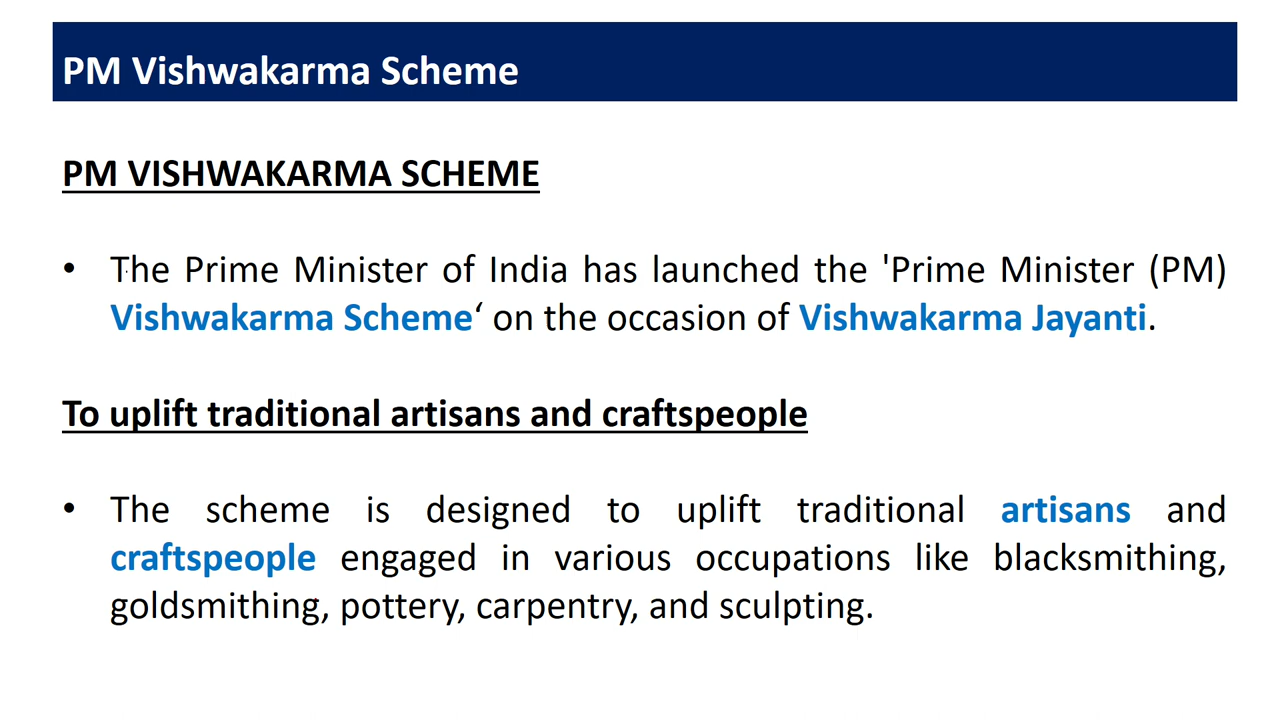 PM Vishwakarma Scheme
PM VISHWAKARMA SCHEME
• The Prime Minister of India has launched the 'Prime Minister (PM)
Vishwakarma Scheme‘ on the occasion of Vishwakarma Jayanti.
To uplift traditional artisans and craftspeople
• The scheme is designed to uplift traditional artisans and
craftspeople engaged in various occupations like blacksmithing,
goldsmithing, pottery, carpentry, and sculpting.